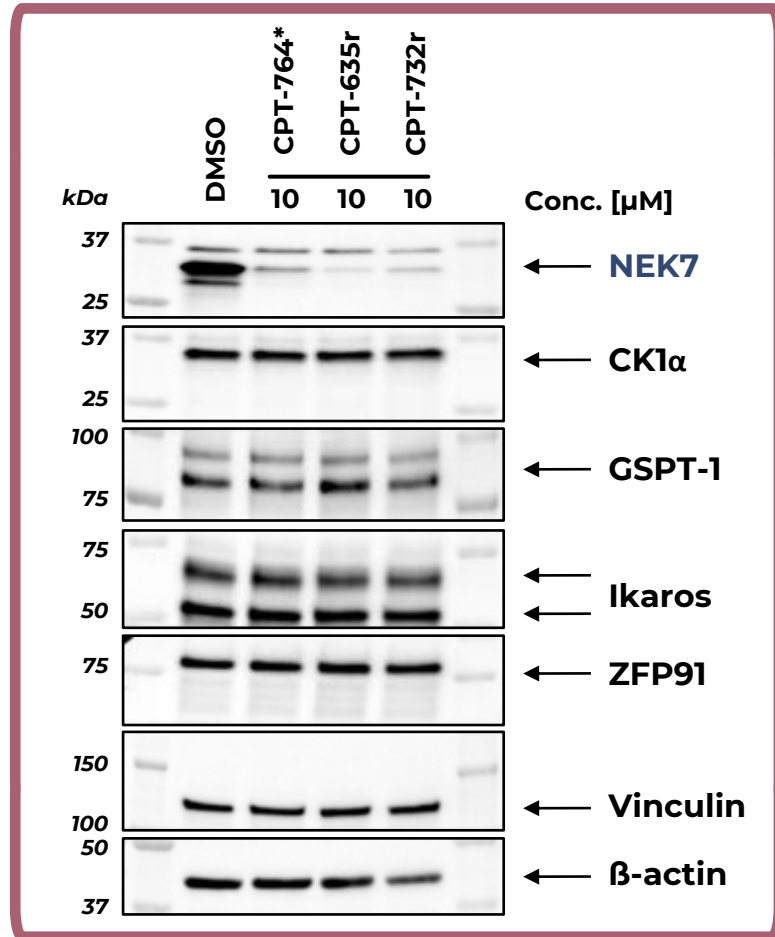 DMSO
CPT-764*
CPT-635r
CPT-732r
kDa
10 10 10 Conc. [µM]
37
25
NEK7
37
25
CK1α
100
75
GSPT-1
75
50
Ikaros
75
ZFP91
150
100
Vinculin
50
37
ß-actin